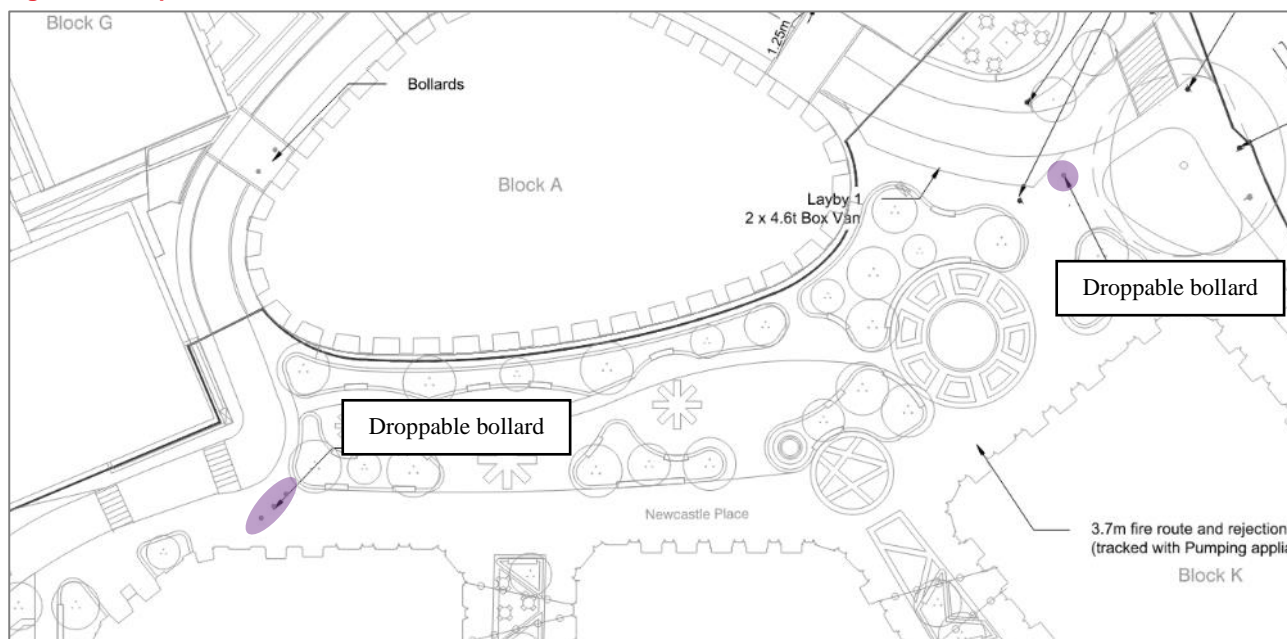 Block G
1.25m
Bollards
Block A
Layby 1
2 x 4.6t Box Van
Droppable bollard
Droppable bollard
Newcastle Place
3.7m fire route and rejection
(tracked with Pumping
Block K